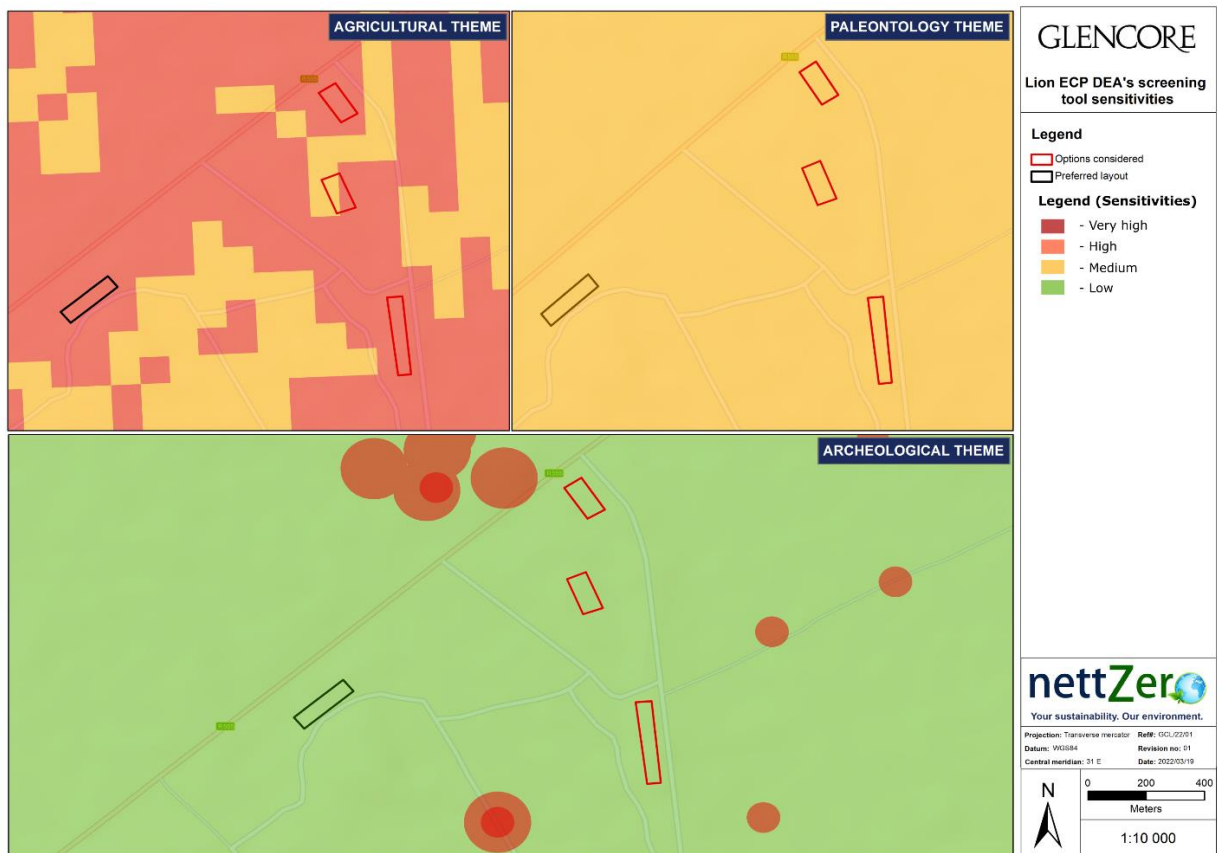 AGRICULTURAL THEME
PALEONTOLOGY THEME
ARCHEOLOGICAL THEME
GLENCORE
Lion ECP DEA's screening
tool sensitivities
Legend
Options considered
Preferred layout
Legend (Sensitivities)
- Very high
- High
- Medium
- Low
nettZero
Your sustainability. Our environment.
Projection: Transverse mercator Ref#: GCL/22/01
Datum: WGS84 Revision no: 01
Central meridian: 31 E Date: 2022/03/19
N
0 200 400
Meters
1:10 000